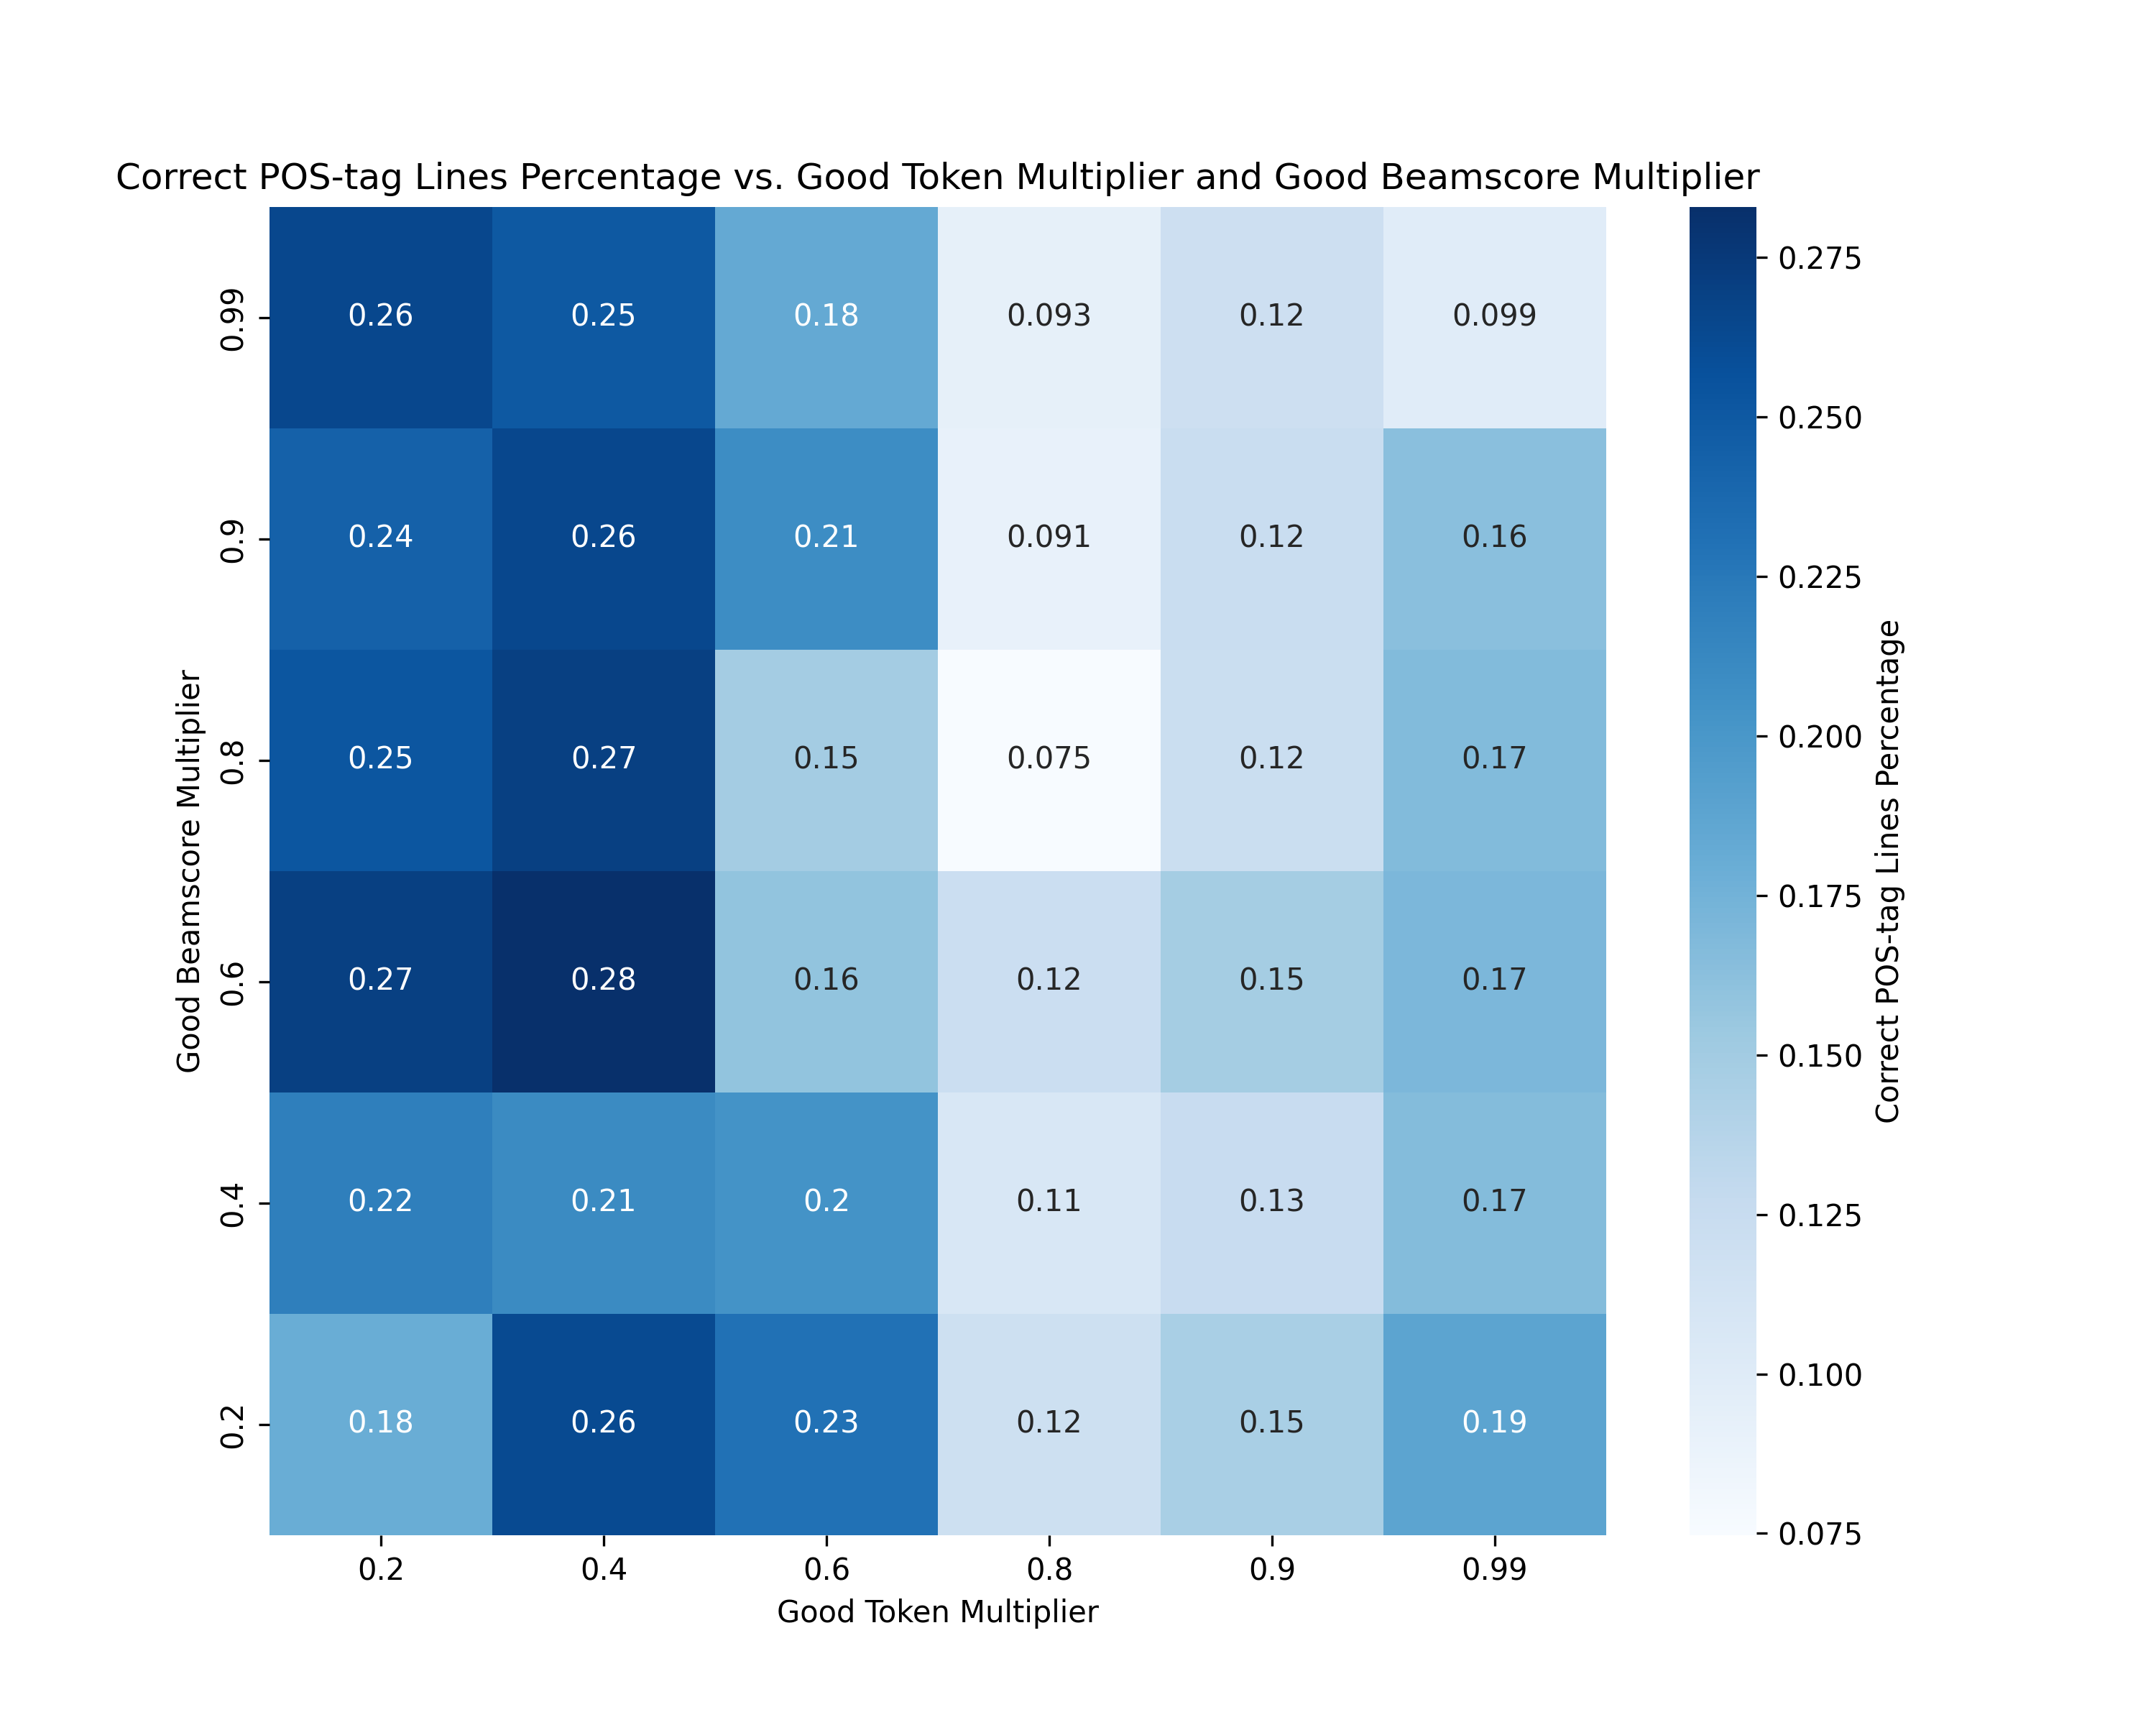 Correct POS-tag Lines Percentage vs. Good Token Multiplier and Good Beamscore Multiplier
Good Beamscore Multiplier
0.99 0.26 0.25 0.18 0.093 0.12 0.099
0.9 0.24 0.26 0.21 0.091 0.12 0.16
0.8 0.25 0.27 0.15 0.075 0.12 0.17
0.6 0.27 0.28 0.16 0.12 0.15 0.17
0.4 0.22 0.21 0.2 0.11 0.13 0.17
0.2 0.18 0.26 0.23 0.12 0.15 0.19
0.2 0.4 0.6 0.8 0.9 0.99
Good Token Multiplier
0.275
0.250
0.225
0.200
0.175
0.150
0.125
0.100
0.075
Correct POS-tag Lines Percentage